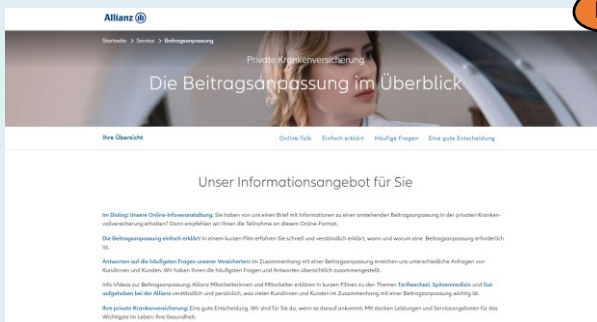 Allianz
Startseite > Service > Beitragsanpassung
Private Krankenversicherung
Die Beitragsanpassung im Überblick
Ihre Übersicht
Online-Talk Einfach erklärt Häufige Fragen Eine gute Entscheidung
Unser Informationsangebot für Sie
Im Dialog: Unsere Online-Infoveranstaltung. Sie haben von uns einen Brief mit Informationen zu einer anstehenden Beitragsanpassung in der privaten Kranken-
vollversicherung erhalten? Dann empfehlen wir Ihnen die Teilnahme an diesem Online-Format.
Die Beitragsanpassung einfach erklärt: In einem kurzen Film erfahren Sie schnell und verständlich erklärt, wann und warum eine Beitragsanpassung erforderlich
ist.
Antworten auf die häufigsten Fragen unserer Versicherten: Im Zusammenhang mit einer Beitragsanpassung erreichen uns unterschiedliche Anfragen von
Kundinnen und Kunden. Wir haben Ihnen die häufigsten Fragen und Antworten übersichtlich zusammengestellt.
Info-Videos zur Beitragsanpassung: Allianz Mitarbeiterinnen und Mitarbeiter erklären in kurzen Filmen zu den Themen Tarifwechsel, Spitzenmedizin und Gut
aufgehoben bei der Allianz verständlich und persönlich, was vielen Kundinnen und Kunden im Zusammenhang mit einer Beitragsanpassung wichtig ist.
Ihre private Krankenversicherung: Eine gute Entscheidung. Wir sind für Sie da, wenn es darauf ankommt. Mit starken Leistungen und Serviceangeboten für das
Wichtigste im Leben: Ihre Gesundheit.